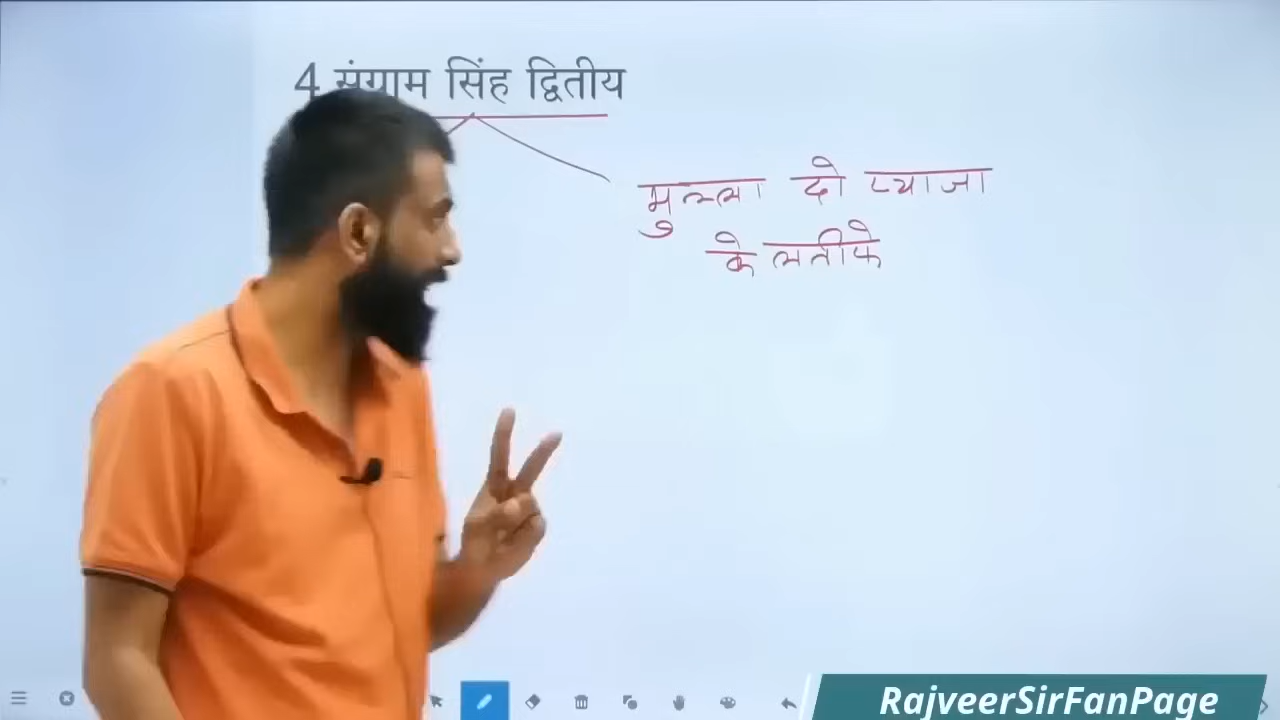 4 संग्राम सिंह द्वितीय
मुल्ला दो प्याजा
के लतीफे
RajveerSirFanPage